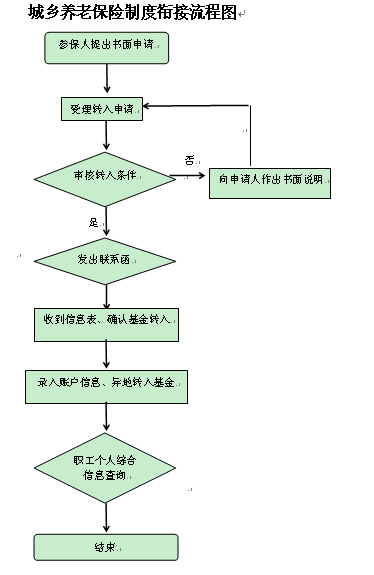 城乡养老保险制度衔接流程图
参保人提出书面申请
受理转入申请
审核转入条件
否
向申请人作出书面说明
是
发出联系函
收到信息表、确认基金转入
录入账户信息、异地转入基金
职工个人综合
信息查询
结束